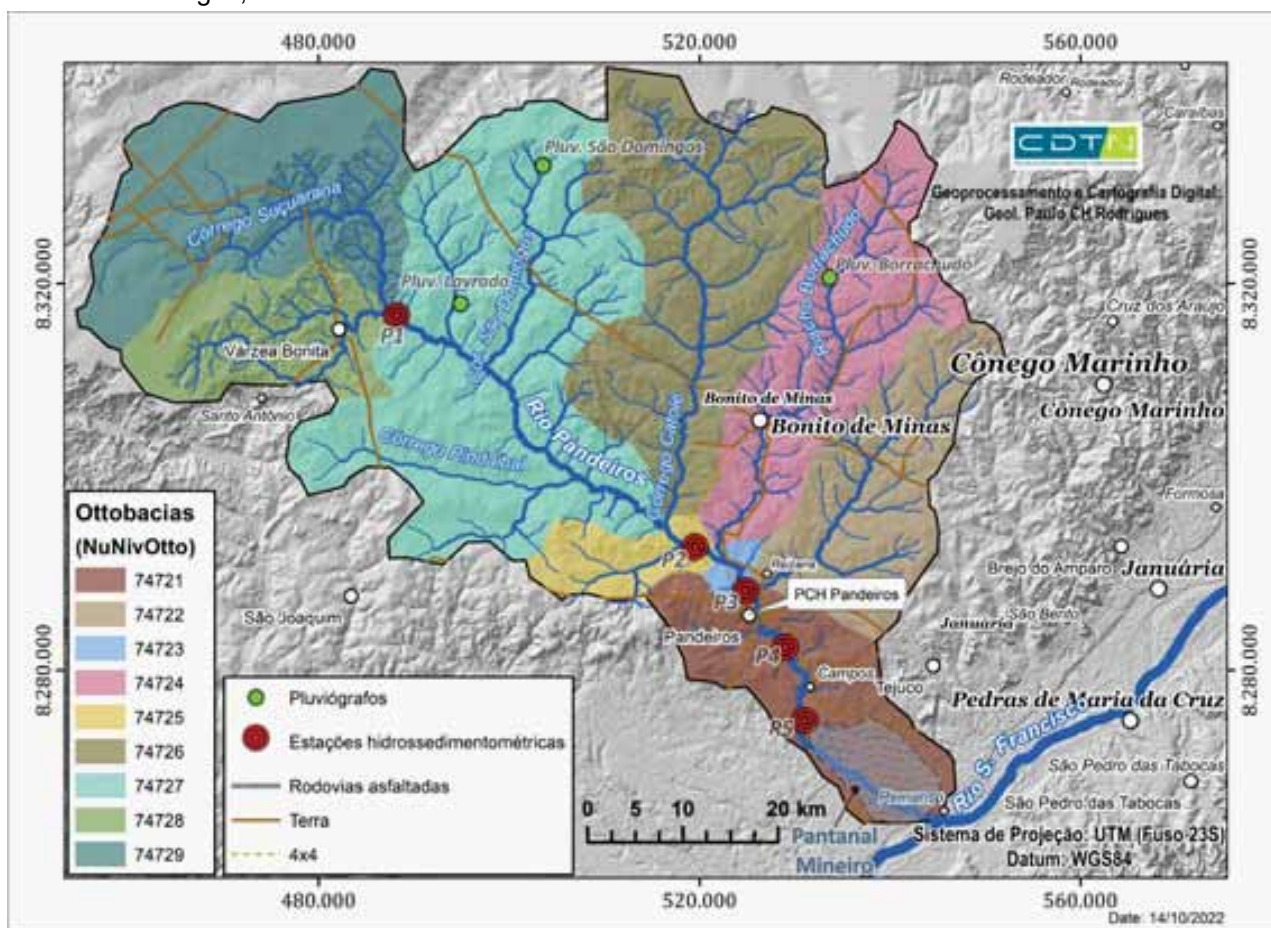 480.000
520.000
560.000
Rodeador
Rodeador
Caraíbas
CDTN
Geoprocessamento e Cartografia Digital:
Geol. Paulo CH Rodrigues
8.320.000
8.320.000
Pluv. São Domingos
Córrego Suçuarana
Pluv. Lavrado
Pluv. Borrachudo
Cruz dos Araujo
P1
Várzea Bonita
Santo Antônio
Cônego Marinho
Cônego Marinho
Bonito de Minas
Bonito de Minas
Rio Pandeiros
Córrego Pindaibal
Formosa
P2
P3
PCH Pandeiros
Brejo do Amparo
Januária
São Bento
Januária
São Joaquim
Pandeiros
P4
Campos
Tejuco
8.280.000
8.280.000
Pedras de Maria da Cruz
P5
Rio S. Francisco
São Pedro das Tabocas
São Pedro das Tabocas
Pantanal
Mineiro
Ottobacias
(NuNivOtto)
74721
74722
74723
74724
74725
74726
74727
74728
74729
Pluviógrafos
Estações hidrossedimentométricas
Rodovias asfaltadas
Terra
4x4
0 5 10 20 km
Sistema de Projeção: UTM (Fuso 23S)
Datum: WGS84
480.000
520.000
560.000
Date: 14/10/2022